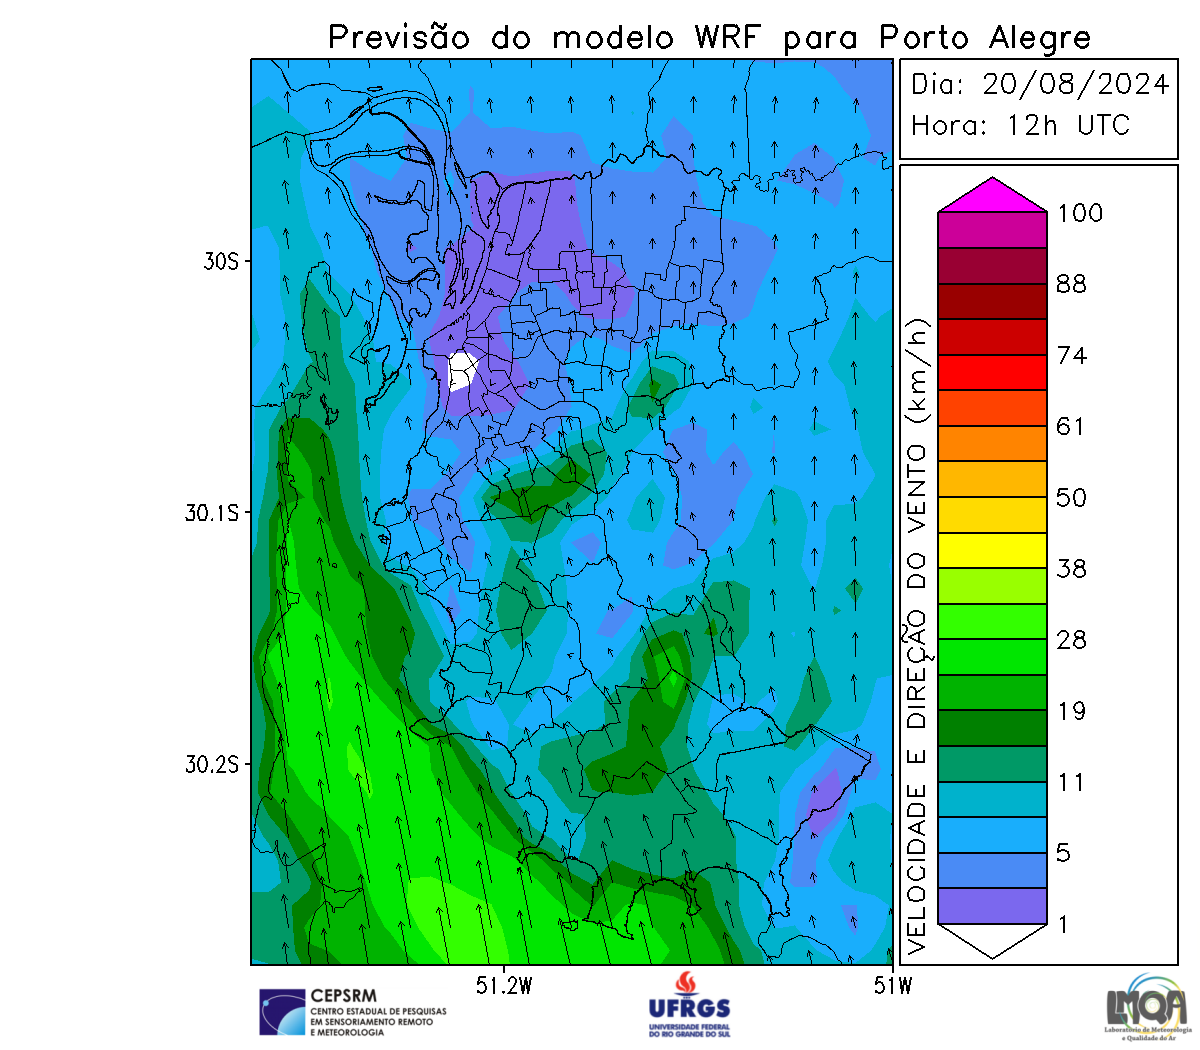 Previsão do modelo WRF para Porto Alegre
Dia: 20/08/2024
Hora: 12h UTC
30S
30.1S
30.2S
51.2W
51W
VELOCIDADE E DIREÇÃO DO VENTO (km/h)
100
88
74
61
50
38
28
19
11
5
1
CEPSRM
CENTRO ESTADUAL DE PESQUISAS
EM SENSORIAMENTO REMOTO
E METEOROLOGIA
UFRGS
UNIVERSIDADE FEDERAL
DO RIO GRANDE DO SUL
LMQA
Laboratório de Meteorologia
e Qualidade do Ar